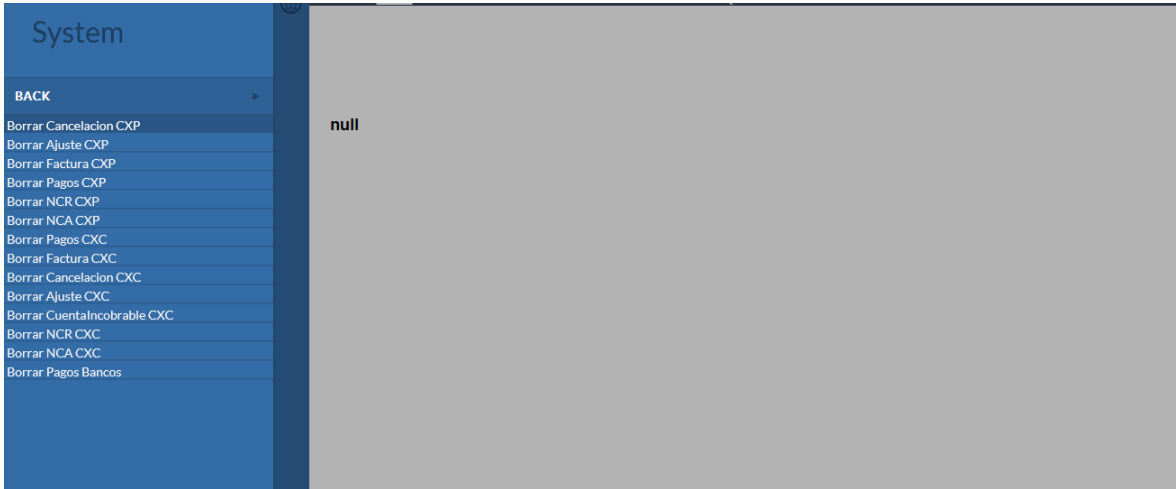 System
BACK
Borrar Cancelacion CXP
Borrar Ajuste CXP
Borrar Factura CXP
Borrar Pagos CXP
Borrar NCR CXP
Borrar NCA CXP
Borrar Pagos CXC
Borrar Factura CXC
Borrar Cancelacion CXC
Borrar Ajuste CXC
Borrar CuentaIncobrable CXC
Borrar NCR CXC
Borrar NCA CXC
Borrar Pagos Bancos
null